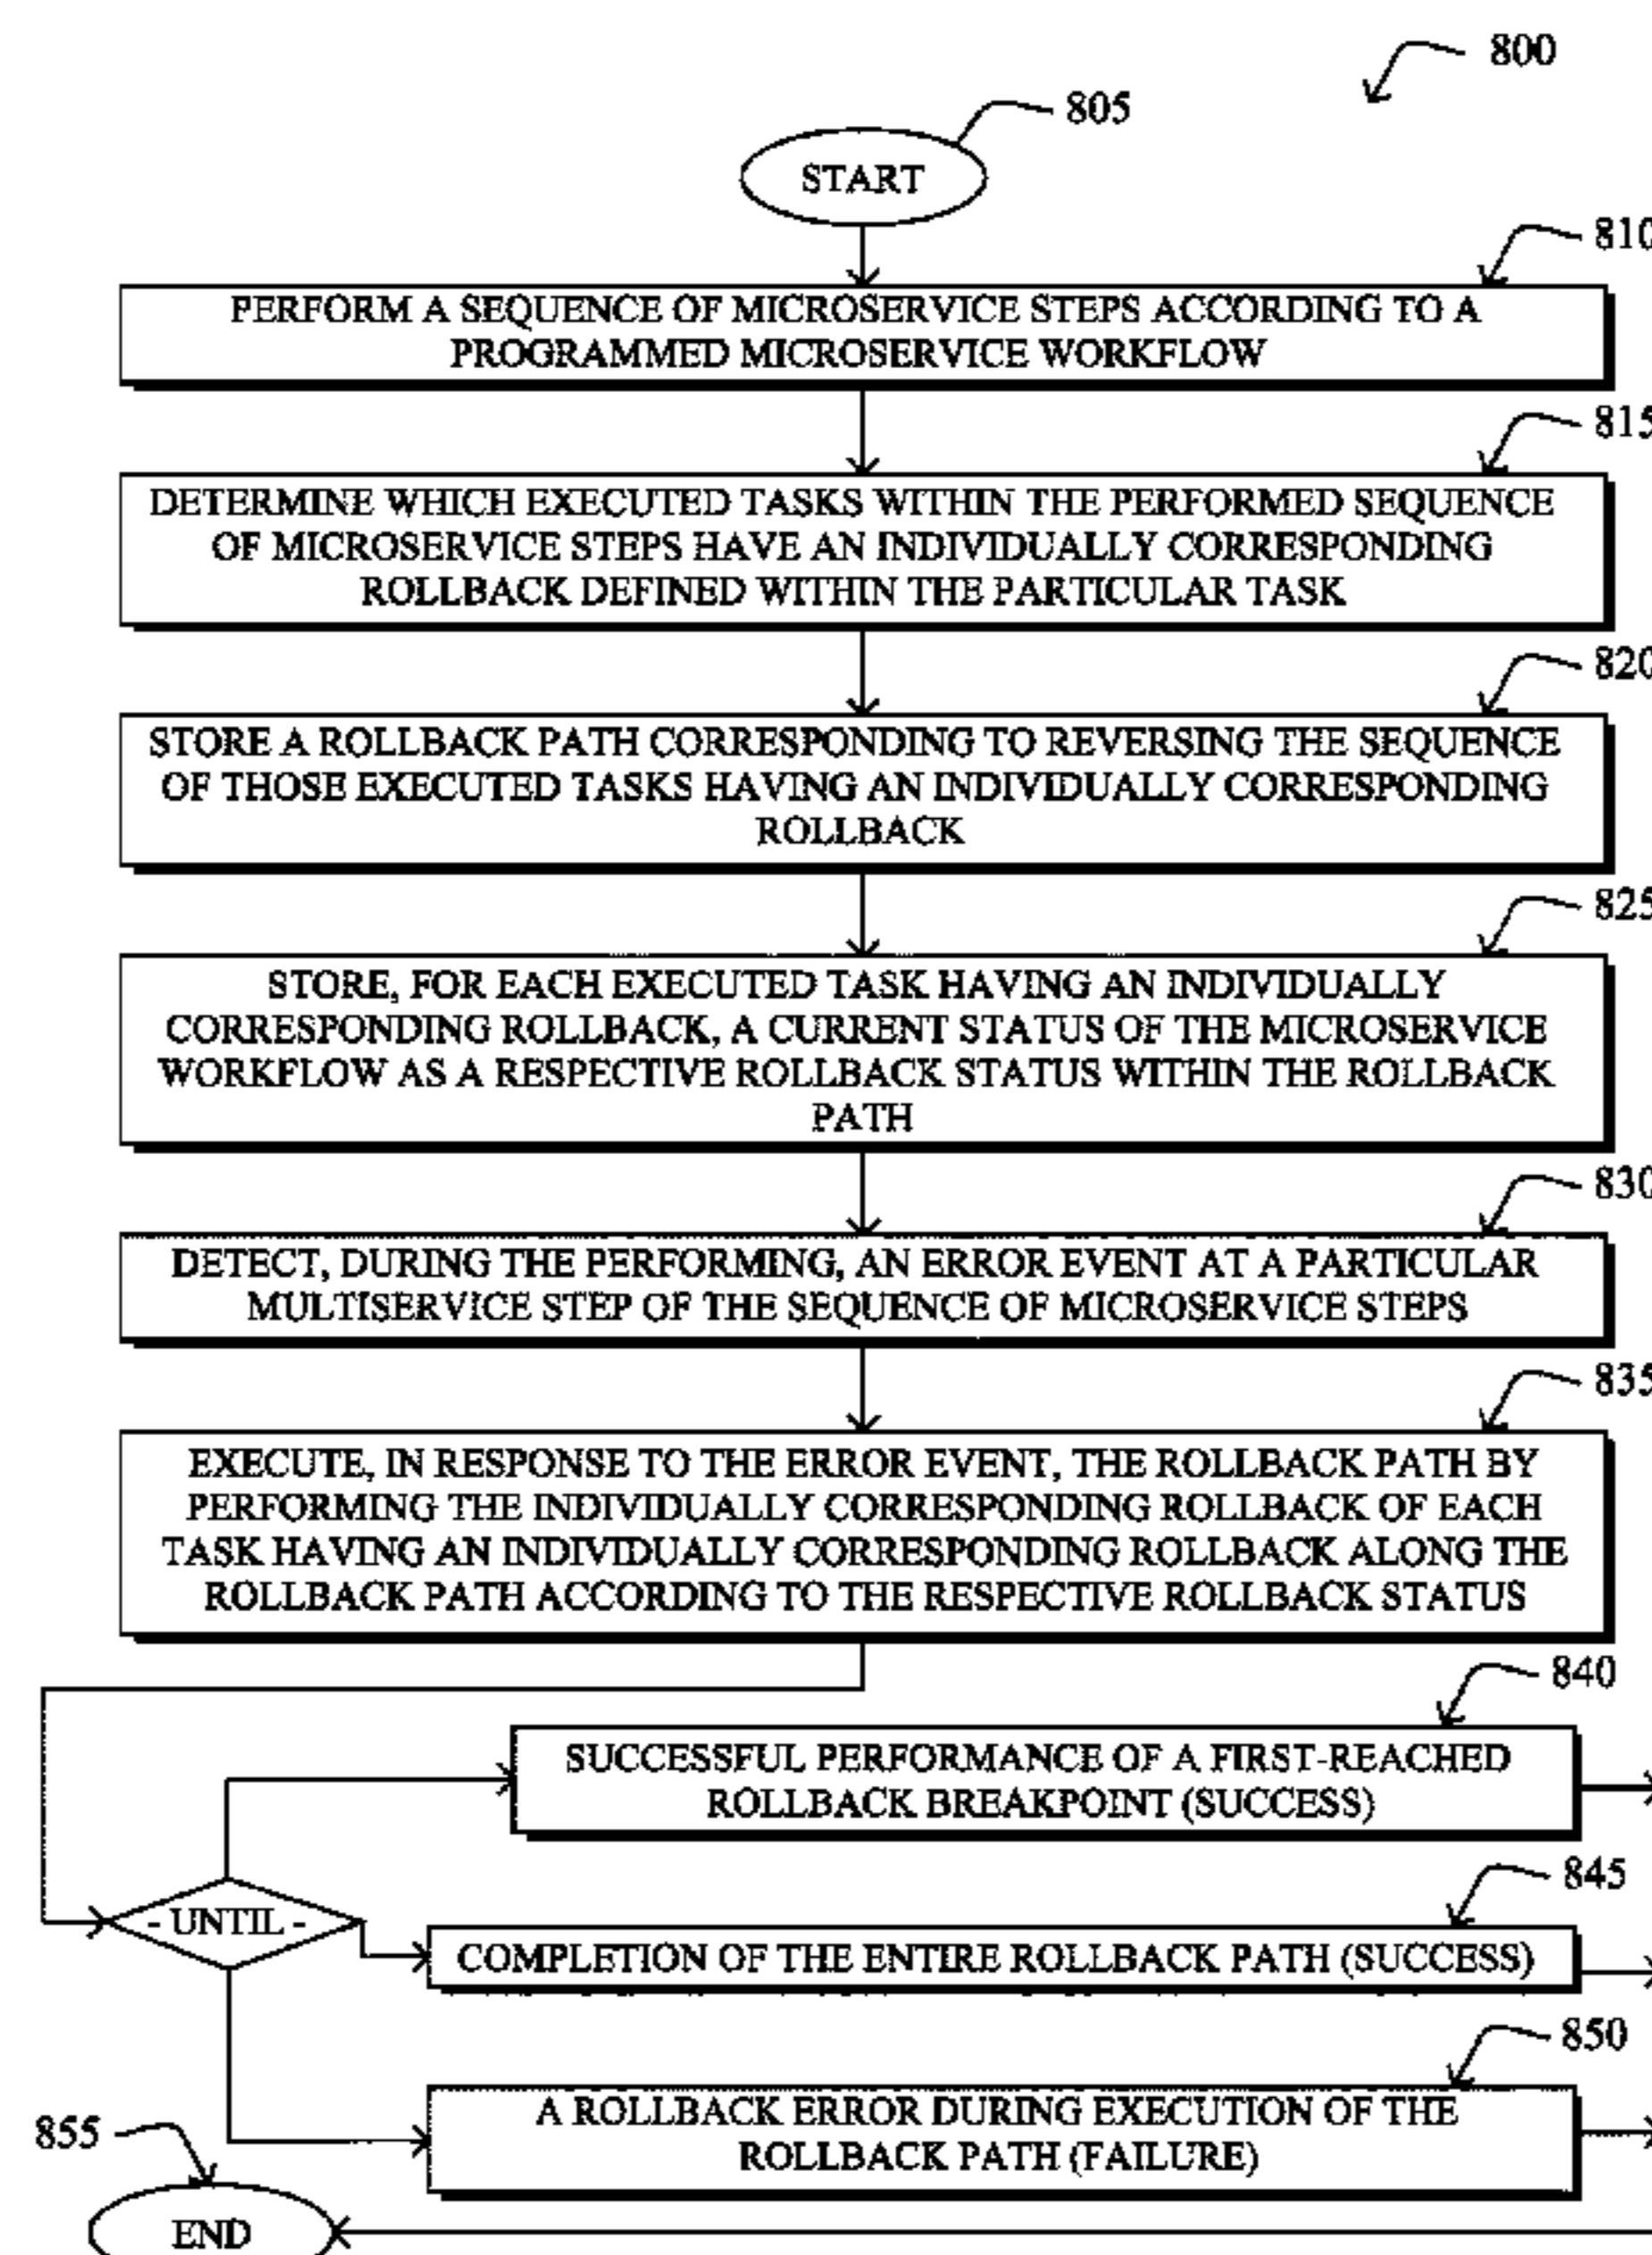 800
805
START
810
PERFORM A SEQUENCE OF MICROSERVICE STEPS ACCORDING TO A
PROGRAMMED MICROSERVICE WORKFLOW
815
DETERMINE WHICH EXECUTED TASKS WITHIN THE PERFORMED SEQUENCE
OF MICROSERVICE STEPS HAVE AN INDIVIDUALLY CORRESPONDING
ROLLBACK DEFINED WITHIN THE PARTICULAR TASK
820
STORE A ROLLBACK PATH CORRESPONDING TO REVERSING THE SEQUENCE
OF THOSE EXECUTED TASKS HAVING AN INDIVIDUALLY CORRESPONDING
ROLLBACK
825
STORE, FOR EACH EXECUTED TASK HAVING AN INDIVIDUALLY
CORRESPONDING ROLLBACK, A CURRENT STATUS OF THE MICROSERVICE
WORKFLOW AS A RESPECTIVE ROLLBACK STATUS WITHIN THE ROLLBACK
PATH
830
DETECT, DURING THE PERFORMING, AN ERROR EVENT AT A PARTICULAR
MULTISERVICE STEP OF THE SEQUENCE OF MICROSERVICE STEPS
835
EXECUTE, IN RESPONSE TO THE ERROR EVENT, THE ROLLBACK PATH BY
PERFORMING THE INDIVIDUALLY CORRESPONDING ROLLBACK OF EACH
TASK HAVING AN INDIVIDUALLY CORRESPONDING ROLLBACK ALONG THE
ROLLBACK PATH ACCORDING TO THE RESPECTIVE ROLLBACK STATUS
840
SUCCESSFUL PERFORMANCE OF A FIRST-REACHED
ROLLBACK BREAKPOINT (SUCCESS)
845
- UNTIL -
COMPLETION OF THE ENTIRE ROLLBACK PATH (SUCCESS)
850
A ROLLBACK ERROR DURING EXECUTION OF THE
ROLLBACK PATH (FAILURE)
855
END